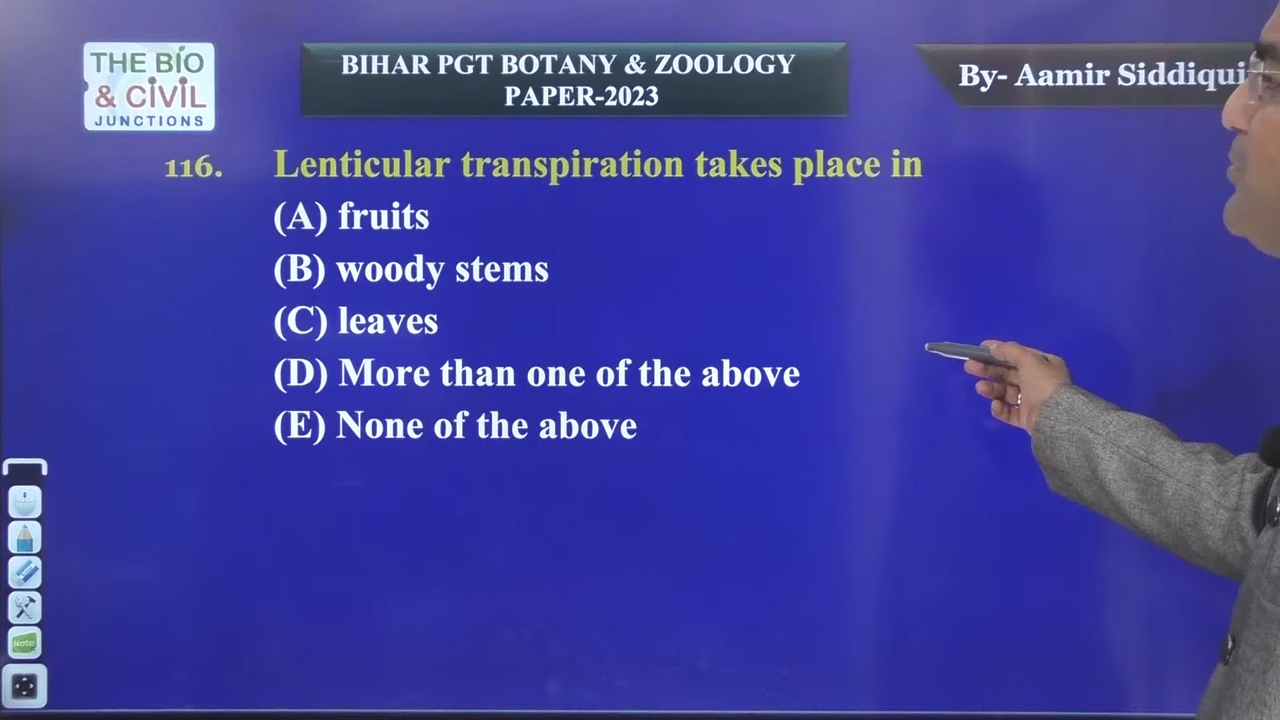 THE BIO
& CIVIL
JUNCTIONS
BIHAR PGT BOTANY & ZOOLOGY
PAPER-2023
By- Aamir Siddiqui
116. Lenticular transpiration takes place in
(A) fruits
(B) woody stems
(C) leaves
(D) More than one of the above
(E) None of the above
Note